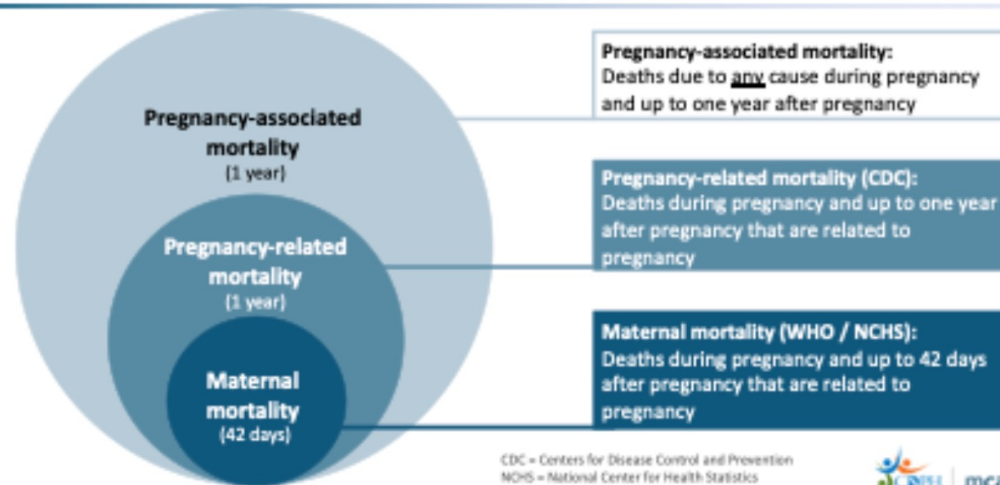 Pregnancy-associated
mortality
(1 year)
Pregnancy-related
mortality
(1 year)
Maternal
mortality
(42 days)
Pregnancy-associated mortality:
Deaths due to any cause during pregnancy
and up to one year after pregnancy
Pregnancy-related mortality (CDC):
Deaths during pregnancy and up to one year
after pregnancy that are related to
pregnancy
Maternal mortality (WHO / NCHS):
Deaths during pregnancy and up to 42 days
after pregnancy that are related to
pregnancy
CDC = Centers for Disease Control and Prevention
NCHS = National Center for Health Statistics